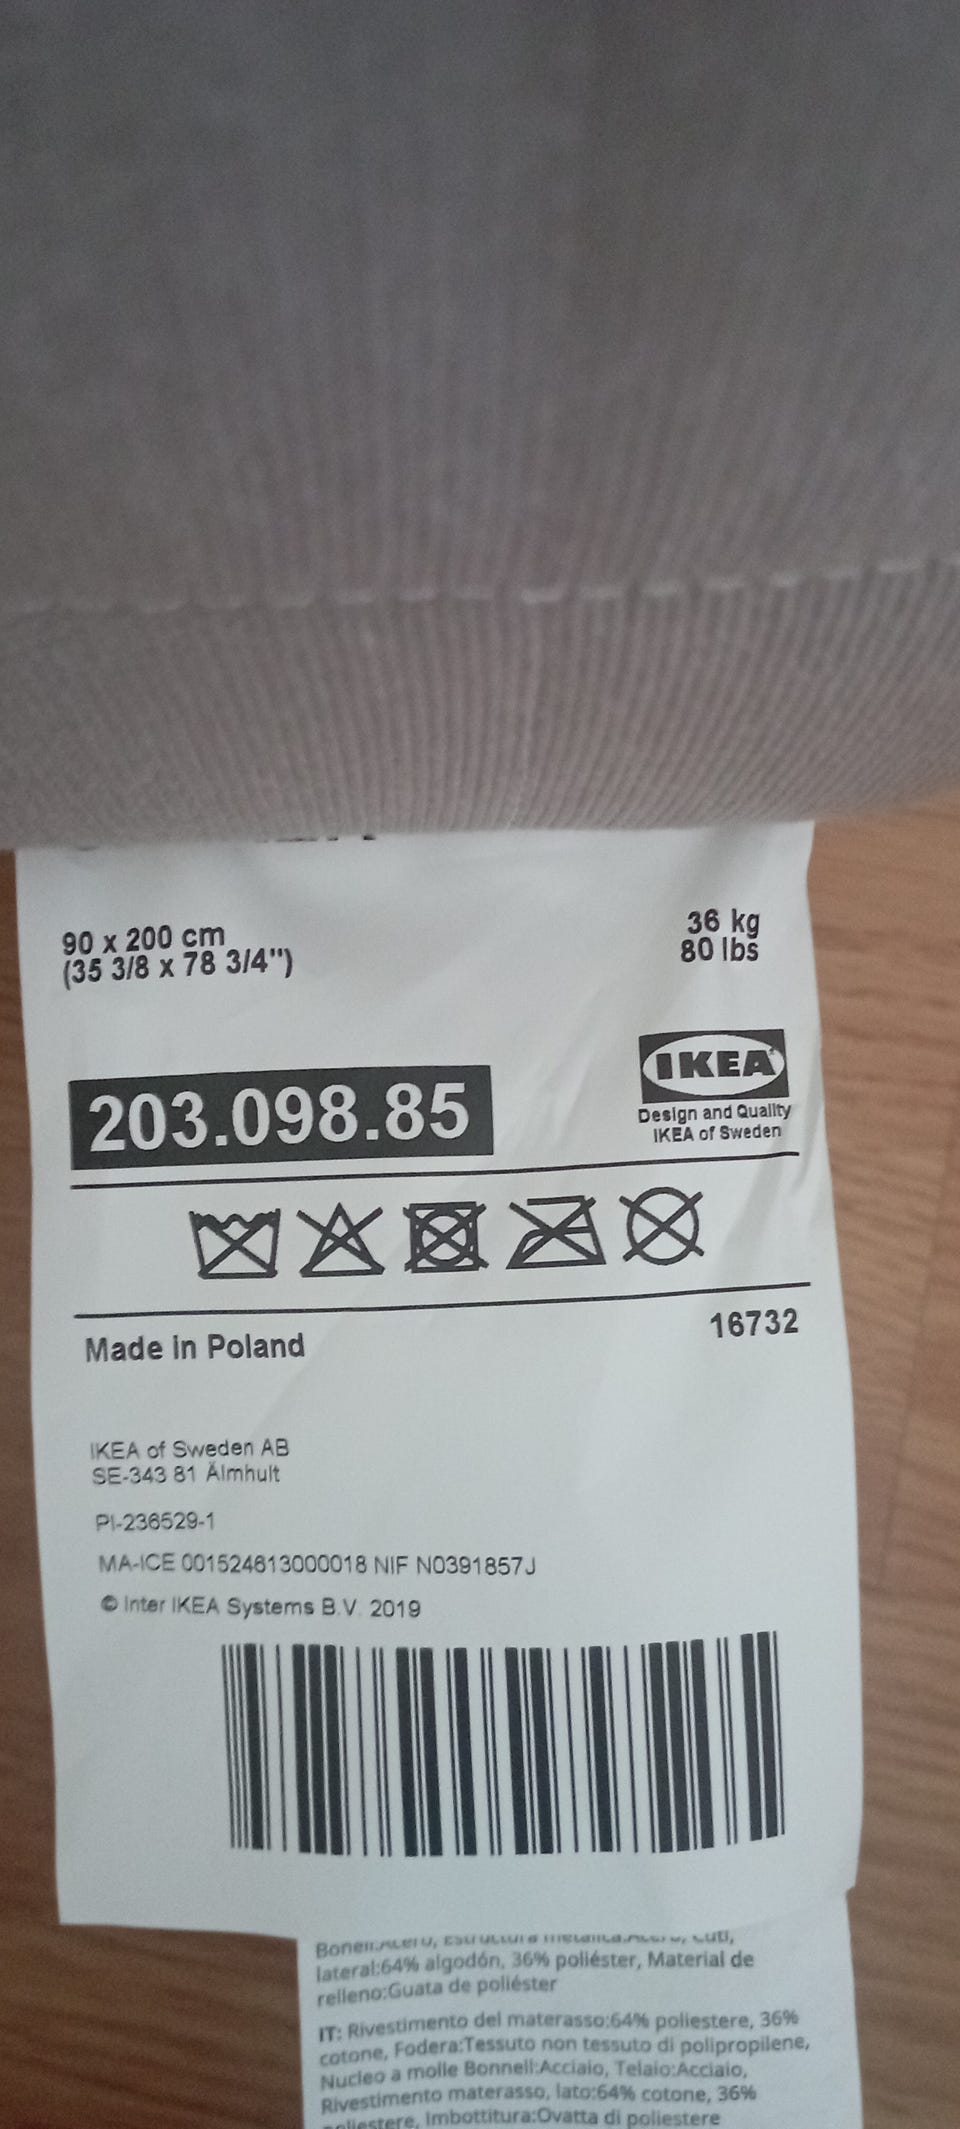 90 x 200 cm
(35 3/8 x 78 3/4")
36 kg
80 lbs
203.098.85
IKEA
Design and Quality
IKEA of Sweden
Made in Poland
16732
IKEA of Sweden AB
SE-343 81 Älmhult
PI-236529-1
MA-ICE 001524613000018 NIF N0391857J
© Inter IKEA Systems B.V. 2019
lateral:64% algodón, 36% poliéster, Material de
relleno:Guata de poliéster
IT: Rivestimento del materasso:64% poliestere, 36%
cotone, Fodera:Tessuto non tessuto di polipropilene,
Nucleo a molle Bonnell:Acciaio, Telaio:Acciaio,
Rivestimento materasso, lato:64% cotone, 36%
poliestere, Imbottitura:Ovatta di poliestere